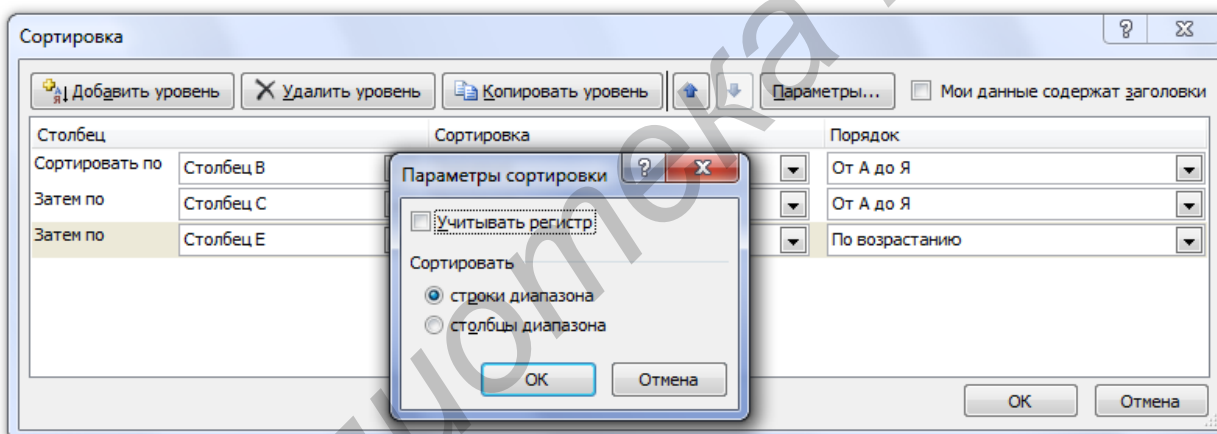 Сортировка
Добавить уровень Удалить уровень Копировать уровень Параметры... Мои данные содержат заголовки
Столбец Сортировка Порядок
Сортировать по Столбец B От А до Я
Затем по Столбец C От А до Я
Затем по Столбец E По возрастанию
Параметры сортировки
Учитывать регистр
Сортировать
строки диапазона
столбцы диапазона
ОК Отмена
ОК Отмена